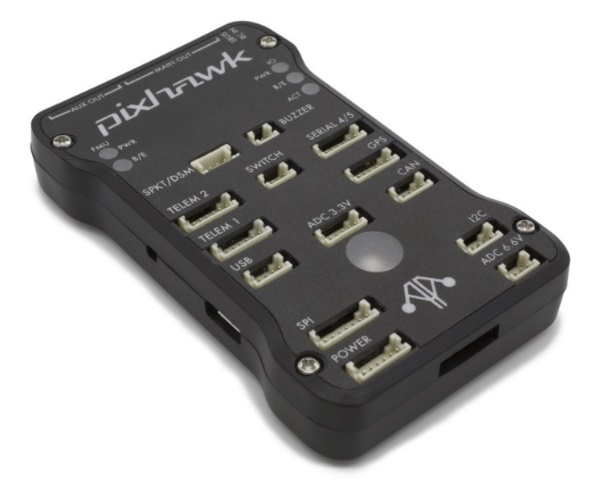 MAIN OUT
AUX OUT
pixhawk
I/O
PWR
B/E
ACT
FMU PWR
B/E
BUZZER
SERIAL 4/5
SPKT/DSM
SWITCH
GPS
CAN
TELEM 2
TELEM 1
ADC 3.3V
USB
I2C
ADC 6.6V
SPI
POWER